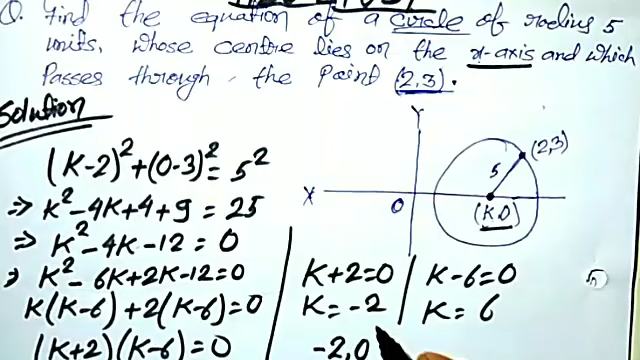 Q. Find the equation of a circle of radius 5
units, whose centre lies on the x-axis and which
Passes through, the point (2,3).
Solution
(K-2)²+(0-3)²=5²
⇒ K²-4K+4+9=25
⇒ K²-4K-12=0
⇒ K²-6K+2K-12=0
K(K-6)+2(K-6)=0
(K+2)(K-6)=0
K+2=0
K=-2
-2,0
K-6=0
K=6
Y
X
0
5
(2,3)
(K,0)